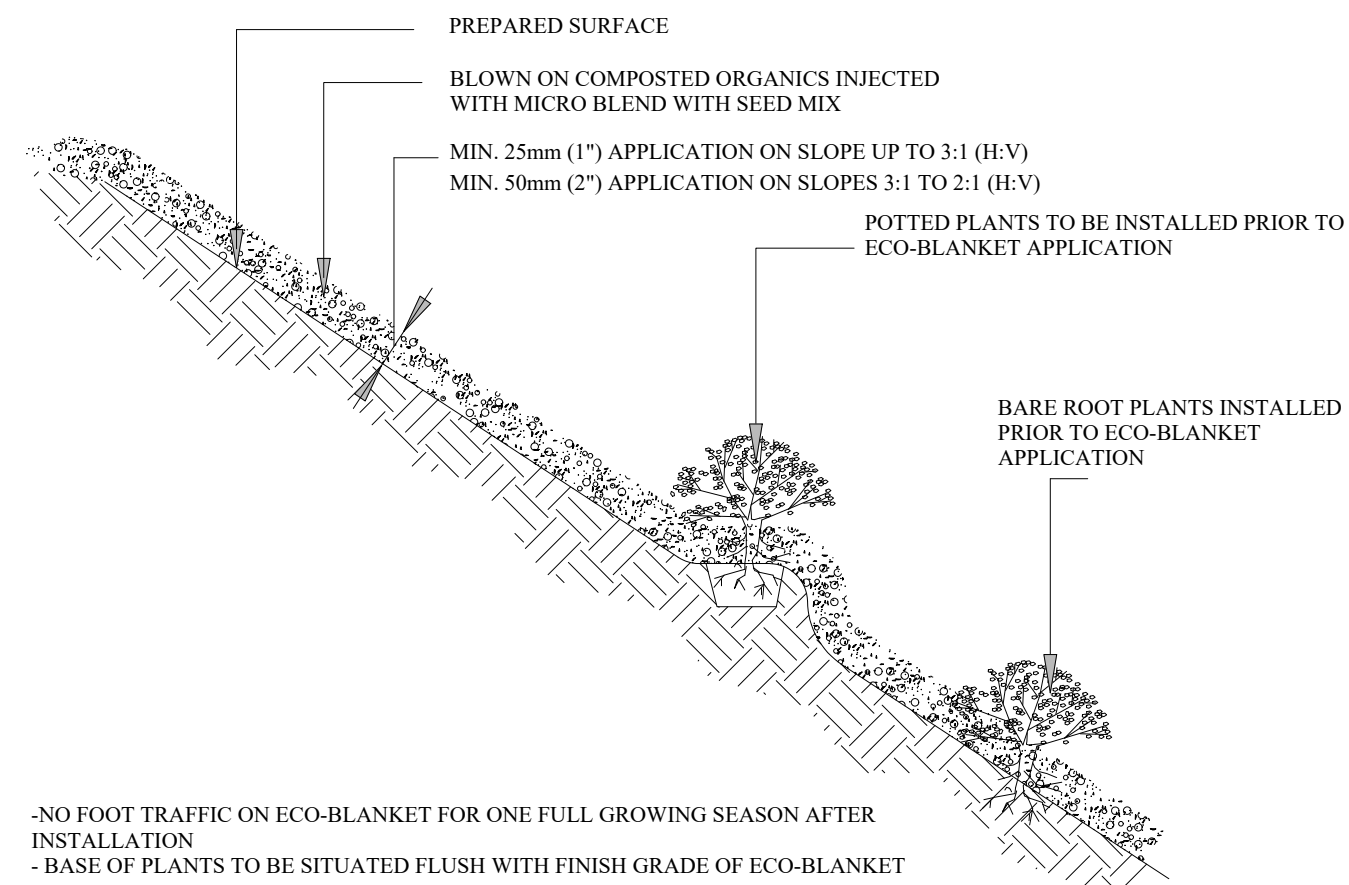 PREPARED SURFACE
BLOWN ON COMPOSTED ORGANICS INJECTED
WITH MICRO BLEND WITH SEED MIX
MIN. 25mm (1") APPLICATION ON SLOPE UP TO 3:1 (H:V)
MIN. 50mm (2") APPLICATION ON SLOPES 3:1 TO 2:1 (H:V)
POTTED PLANTS TO BE INSTALLED PRIOR TO
ECO-BLANKET APPLICATION
BARE ROOT PLANTS INSTALLED
PRIOR TO ECO-BLANKET
APPLICATION
-NO FOOT TRAFFIC ON ECO-BLANKET FOR ONE FULL GROWING SEASON AFTER
INSTALLATION
- BASE OF PLANTS TO BE SITUATED FLUSH WITH FINISH GRADE OF ECO-BLANKET